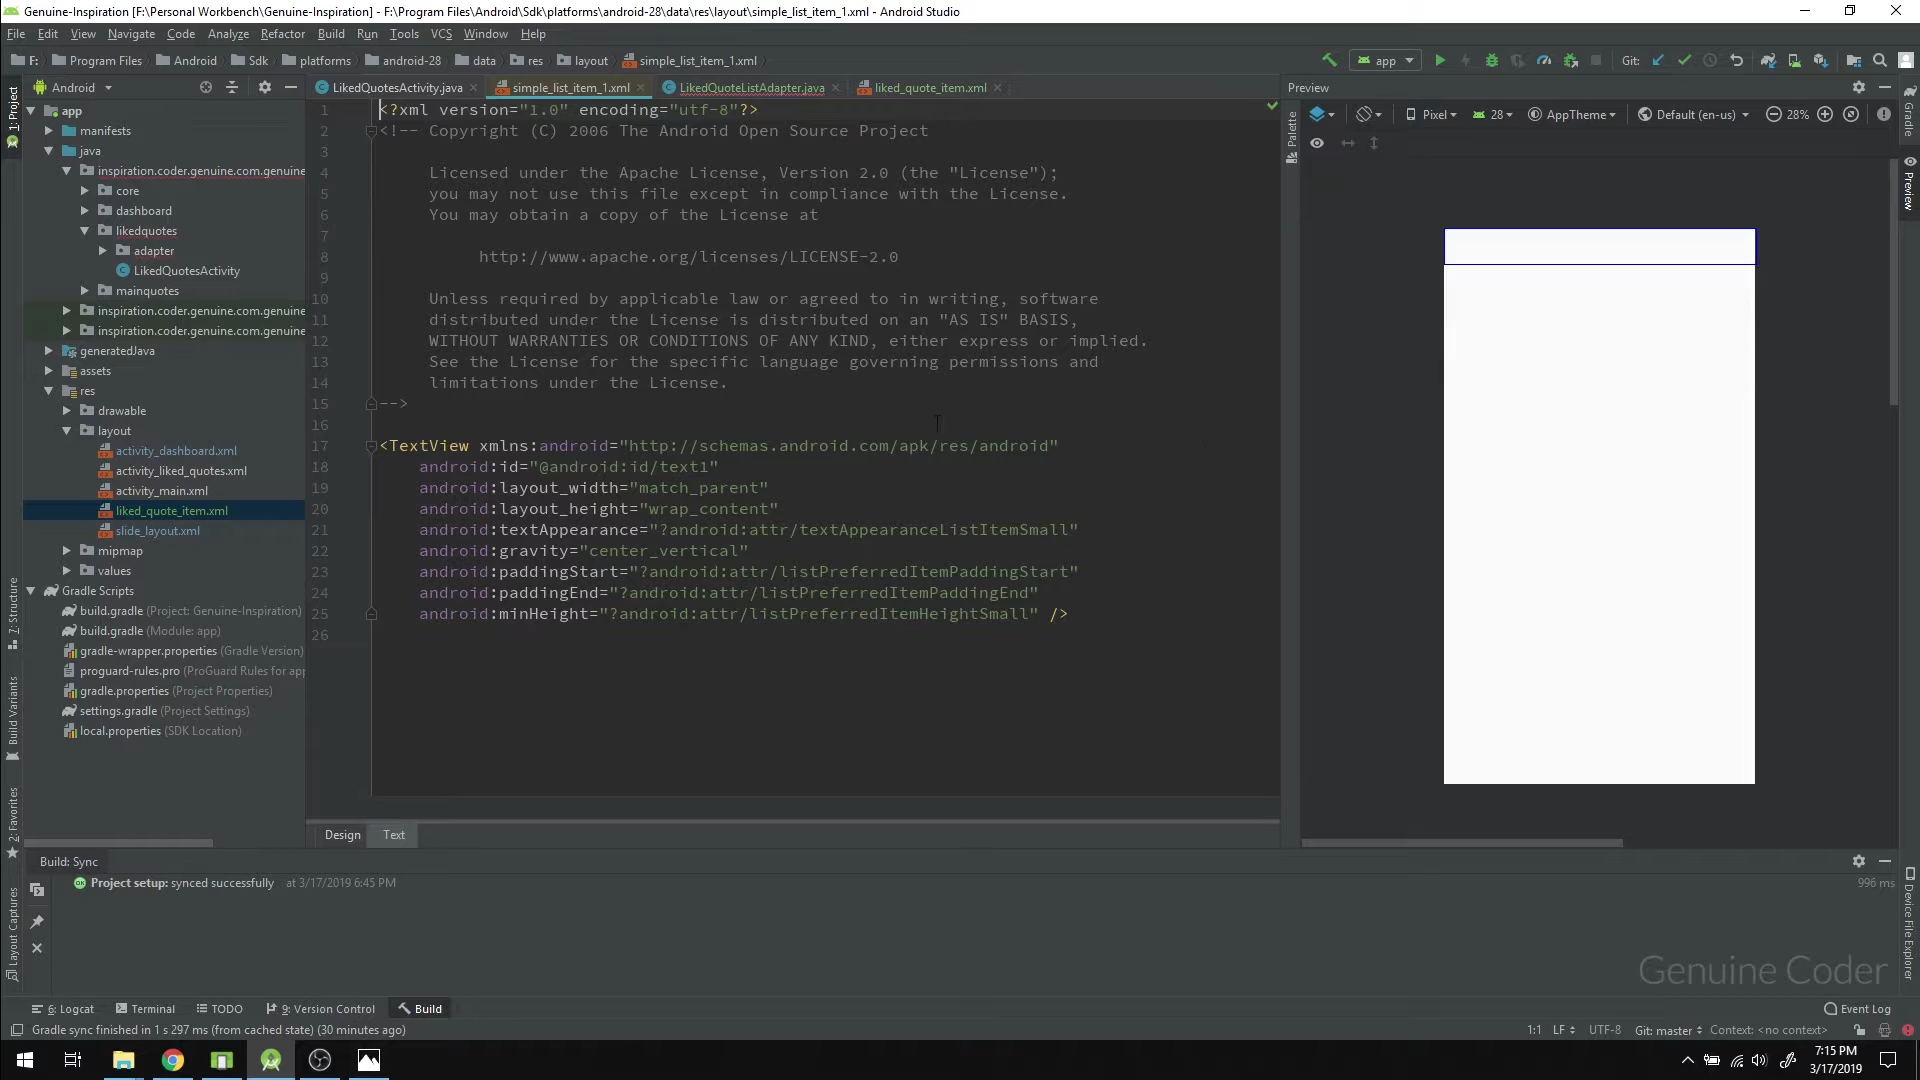 Genuine-Inspiration [F:\Personal Workbench\Genuine-Inspiration] - F:\Program Files\Android\Sdk\platforms\android-28\data\res\layout\simple_list_item_1.xml - Android Studio
File Edit View Navigate Code Analyze Refactor Build Run Tools VCS Window Help
F: Program Files Android Sdk platforms android-28 data res layout simple_list_item_1.xml app Git:
Android LikedQuotesActivity.java simple_list_item_1.xml LikedQuoteListAdapter.java liked_quote_item.xml Preview
Pixel 28 AppTheme Default (en-us) 28%
1: Project
Z: Structure
Build Variants
2: Favorites
Layout Captures
app
manifests
java
inspiration.coder.genuine.com.genuine
core
dashboard
likedquotes
adapter
LikedQuotesActivity
mainquotes
inspiration.coder.genuine.com.genuine
inspiration.coder.genuine.com.genuine
generatedJava
assets
res
drawable
layout
activity_dashboard.xml
activity_liked_quotes.xml
activity_main.xml
liked_quote_item.xml
slide_layout.xml
mipmap
values
Gradle Scripts
build.gradle (Project: Genuine-Inspiration)
build.gradle (Module: app)
gradle-wrapper.properties (Gradle Version)
proguard-rules.pro (ProGuard Rules for app
gradle.properties (Project Properties)
settings.gradle (Project Settings)
local.properties (SDK Location)
1 <?xml version="1.0" encoding="utf-8"?>
2 <!-- Copyright (C) 2006 The Android Open Source Project
3
4 Licensed under the Apache License, Version 2.0 (the "License");
5 you may not use this file except in compliance with the License.
6 You may obtain a copy of the License at
7
8 http://www.apache.org/licenses/LICENSE-2.0
9
10 Unless required by applicable law or agreed to in writing, software
11 distributed under the License is distributed on an "AS IS" BASIS,
12 WITHOUT WARRANTIES OR CONDITIONS OF ANY KIND, either express or implied.
13 See the License for the specific language governing permissions and
14 limitations under the License.
15 -->
16
17 <TextView xmlns:android="http://schemas.android.com/apk/res/android"
18 android:id="@android:id/text1"
19 android:layout_width="match_parent"
20 android:layout_height="wrap_content"
21 android:textAppearance="?android:attr/textAppearanceListItemSmall"
22 android:gravity="center_vertical"
23 android:paddingStart="?android:attr/listPreferredItemPaddingStart"
24 android:paddingEnd="?android:attr/listPreferredItemPaddingEnd"
25 android:minHeight="?android:attr/listPreferredItemHeightSmall" />
26
Palette
Gradle
Preview
Device File Explorer
Design Text
Build: Sync
Project setup: synced successfully at 3/17/2019 6:45 PM 996 ms
Genuine Coder
6: Logcat Terminal TODO 9: Version Control Build Event Log
Gradle sync finished in 1 s 297 ms (from cached state) (30 minutes ago) 1:1 LF UTF-8 Git: master Context: <no context>
7:15 PM
3/17/2019